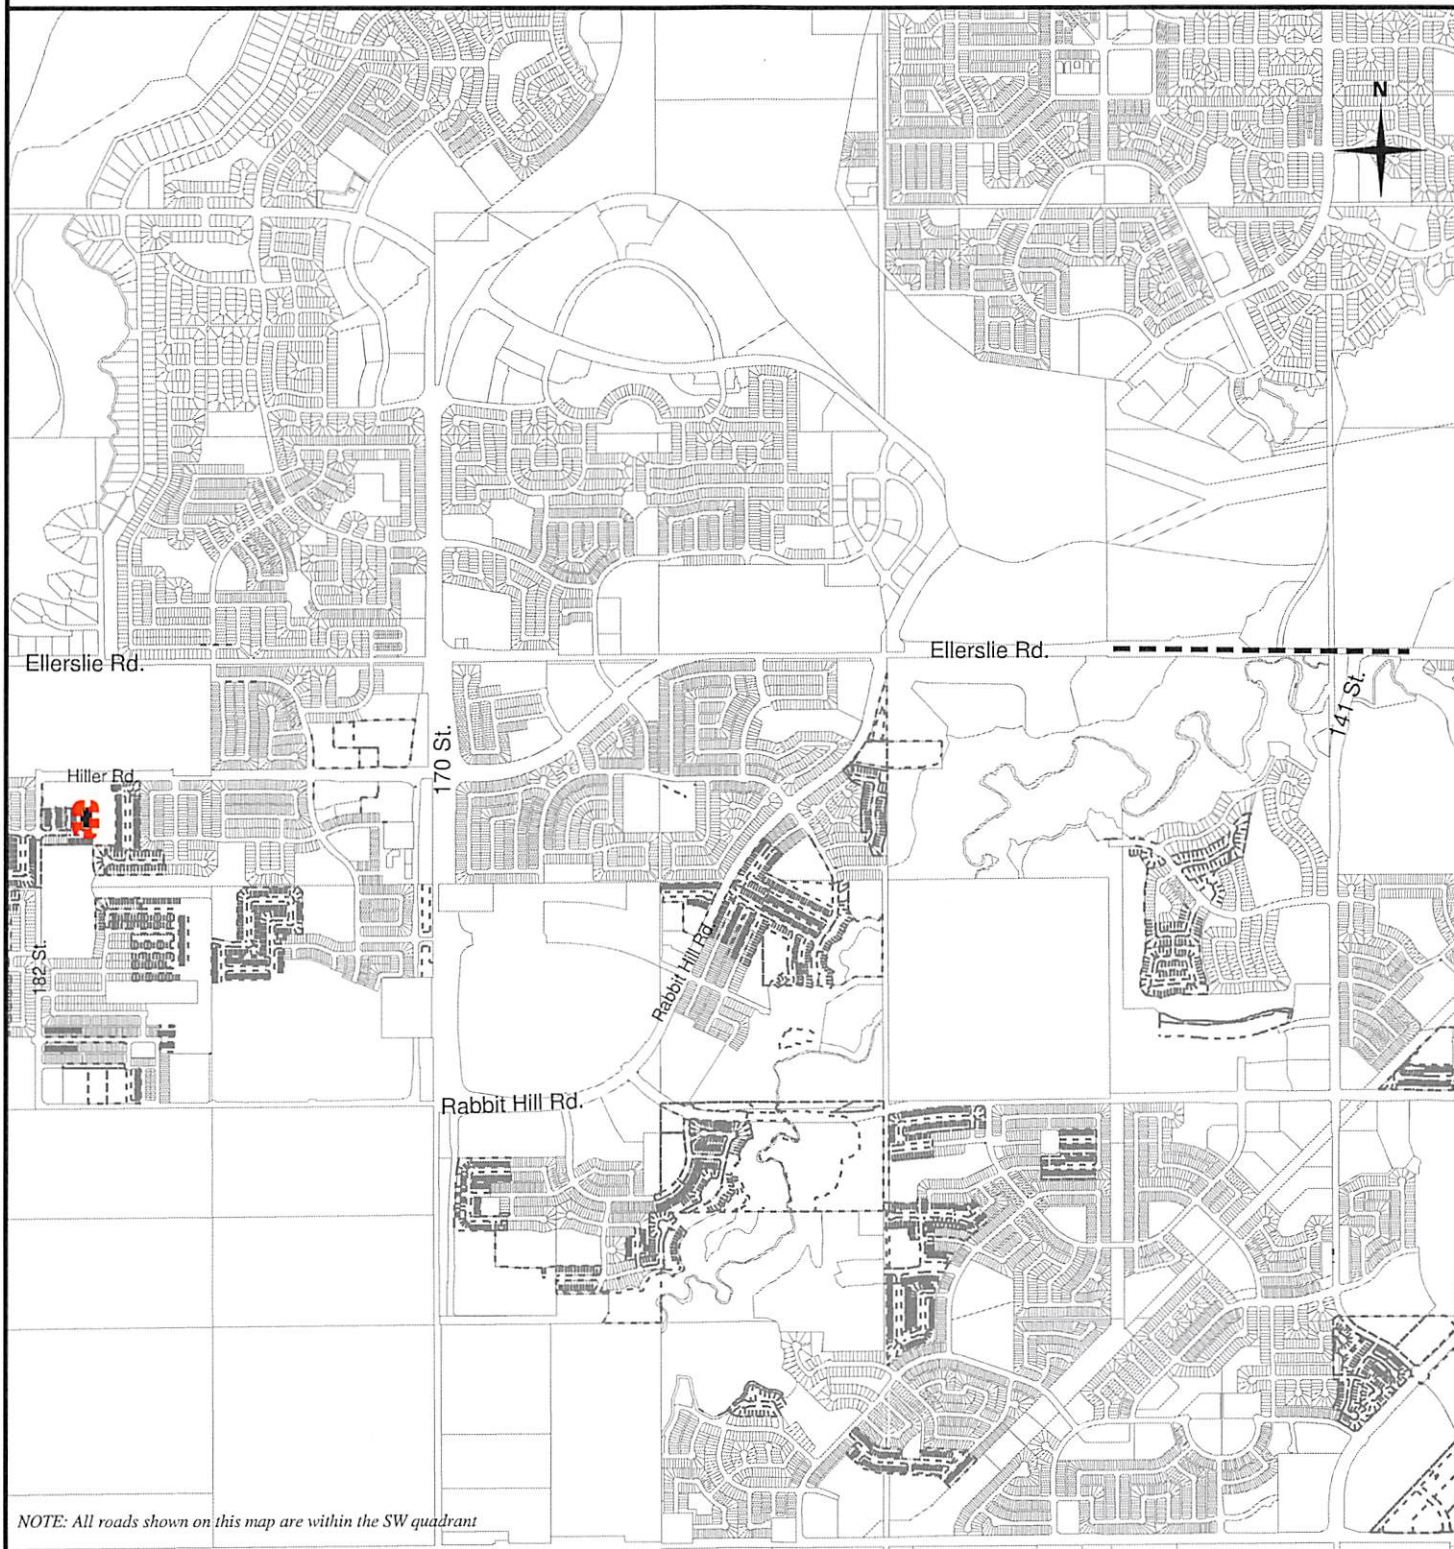 N
Ellerslie Rd.
Ellerslie Rd.
141 St.
170 St.
Hiller Rd.
182 St.
Rabbit Hill Rd.
Rabbit Hill Rd.
NOTE: All roads shown on this map are within the SW quadrant